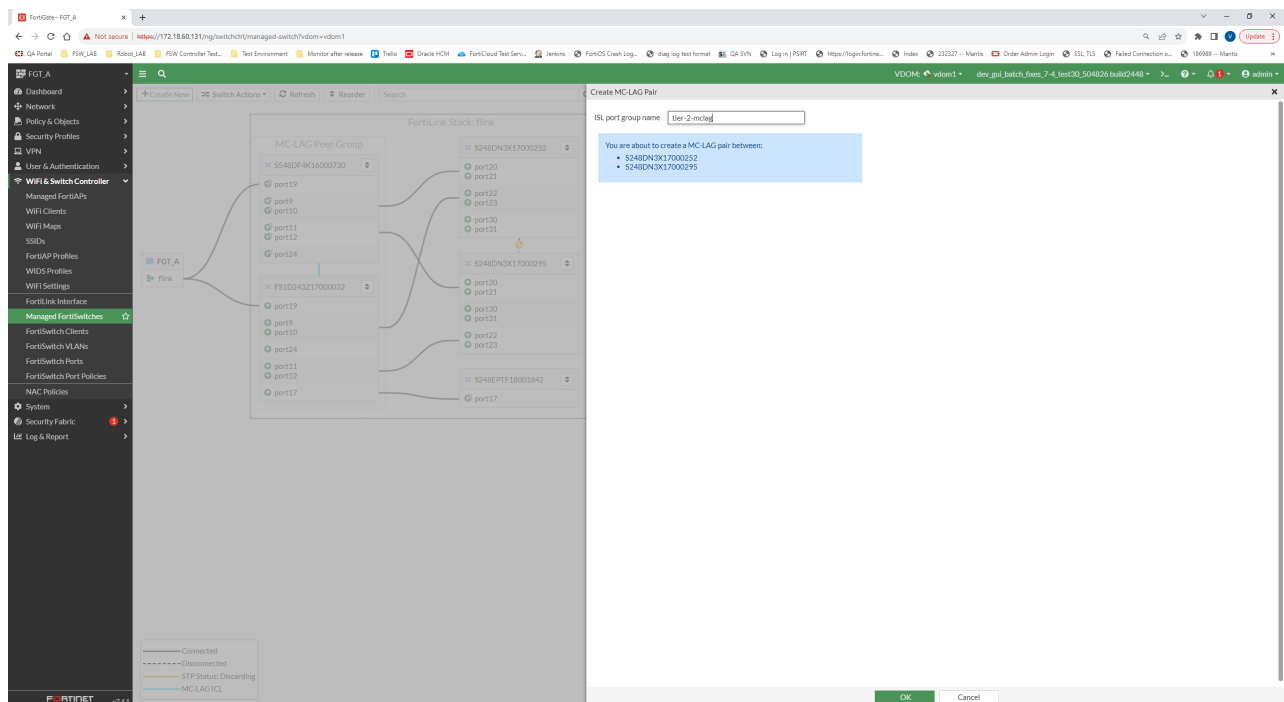 FortiGate - FGT_A
Not secure
https://172.18.60.131/ng/switchctrl/managed-switch?vdom=vdom1
Update
QA Portal
FSW_LAB
Robot_LAB
FSW Controller Test...
Test Environment
Monitor after release
Trello
Oracle HCM
FortiCloud Test Serv...
Jenkins
FortiOS Crash Log...
diag log test format
QA SVN
Log in | PSIRT
https://login.fortine...
Index
232327 -- Mantis
Order Admin Login
SSL, TLS
Failed Connection o...
186989 -- Mantis
FGT_A
VDOM: vdom1
dev_gui_batch_fixes_7-4_test30_504826 build2448
1
admin
Dashboard
Network
Policy & Objects
Security Profiles
VPN
User & Authentication
WiFi & Switch Controller
Managed FortiAPs
WiFi Clients
WiFi Maps
SSIDs
FortiAP Profiles
WIDS Profiles
WiFi Settings
FortiLink Interface
Managed FortiSwitches
FortiSwitch Clients
FortiSwitch VLANs
FortiSwitch Ports
FortiSwitch Port Policies
NAC Policies
System
Security Fabric 1
Log & Report
FORTINET v7.4.1
Create New
Switch Actions
Refresh
Reorder
Search
FortiLink Stack: flink
MC-LAG Peer Group
S548DF4K16000730
port19
port9
port10
port11
port12
port24
FS1D243Z17000032
port19
port9
port10
port24
port11
port12
port17
FGT_A
flink
S248DN3X17000252
port20
port21
port22
port23
port30
port31
S248DN3X17000295
port20
port21
port30
port31
port22
port23
S248EPTF18001842
port17
Connected
Disconnected
STP Status: Discarding
MC-LAG ICL
Create MC-LAG Pair
ISL port group name tier-2-mclag
You are about to create a MC-LAG pair between:
S248DN3X17000252
S248DN3X17000295
OK
Cancel